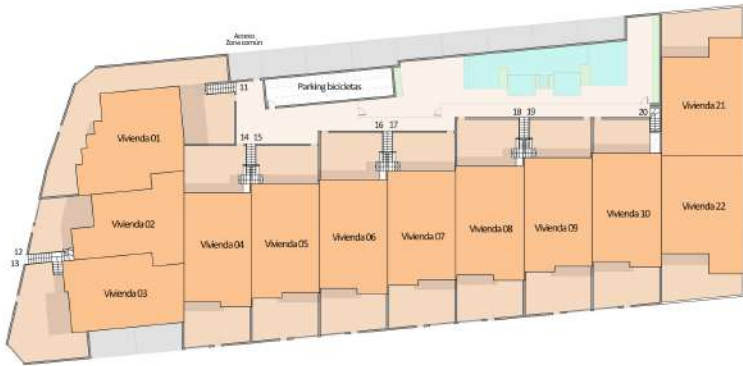 Acceso
Zona común
11
Parking bicicletas
18 19
20
Vivienda 21
16 17
Vivienda 01
14 15
Vivienda 22
Vivienda 02
Vivienda 10
Vivienda 09
Vivienda 08
Vivienda 07
Vivienda 06
Vivienda 05
Vivienda 04
12
13
Vivienda 03